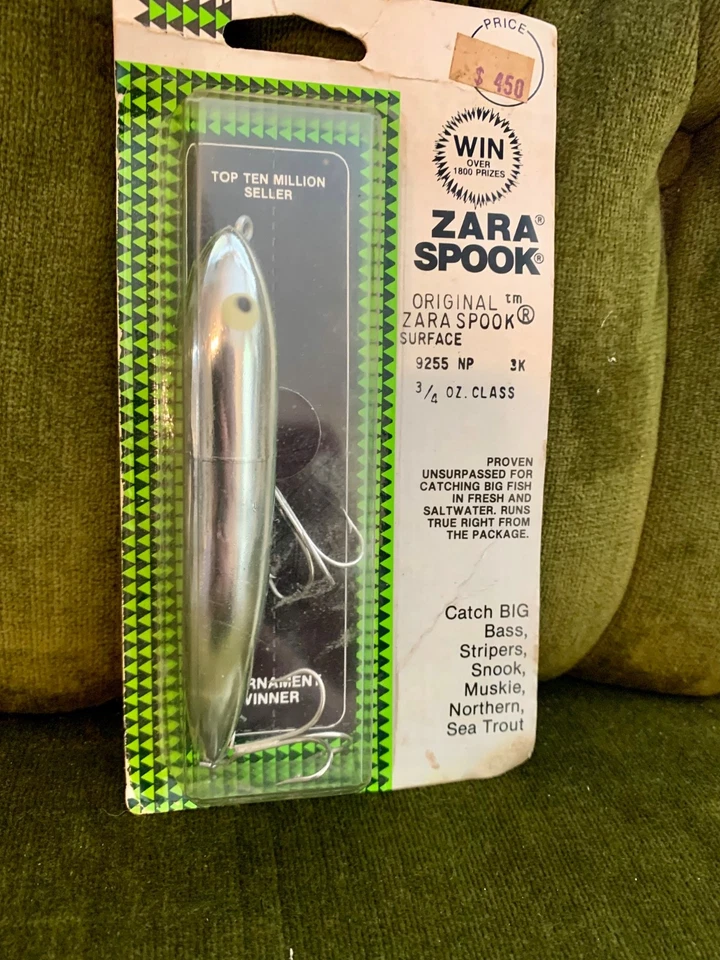 PRICE
$ 450
WIN
OVER
1800 PRIZES
ZARA®
SPOOK®
ORIGINAL tm
ZARA SPOOK®
SURFACE
9255 NP 3K
3/4 OZ. CLASS
PROVEN
UNSURPASSED FOR
CATCHING BIG FISH
IN FRESH AND
SALTWATER. RUNS
TRUE RIGHT FROM
THE PACKAGE.
Catch BIG
Bass,
Stripers,
Snook,
Muskie,
Northern,
Sea Trout
TOP TEN MILLION
SELLER
RNAMENT
WINNER